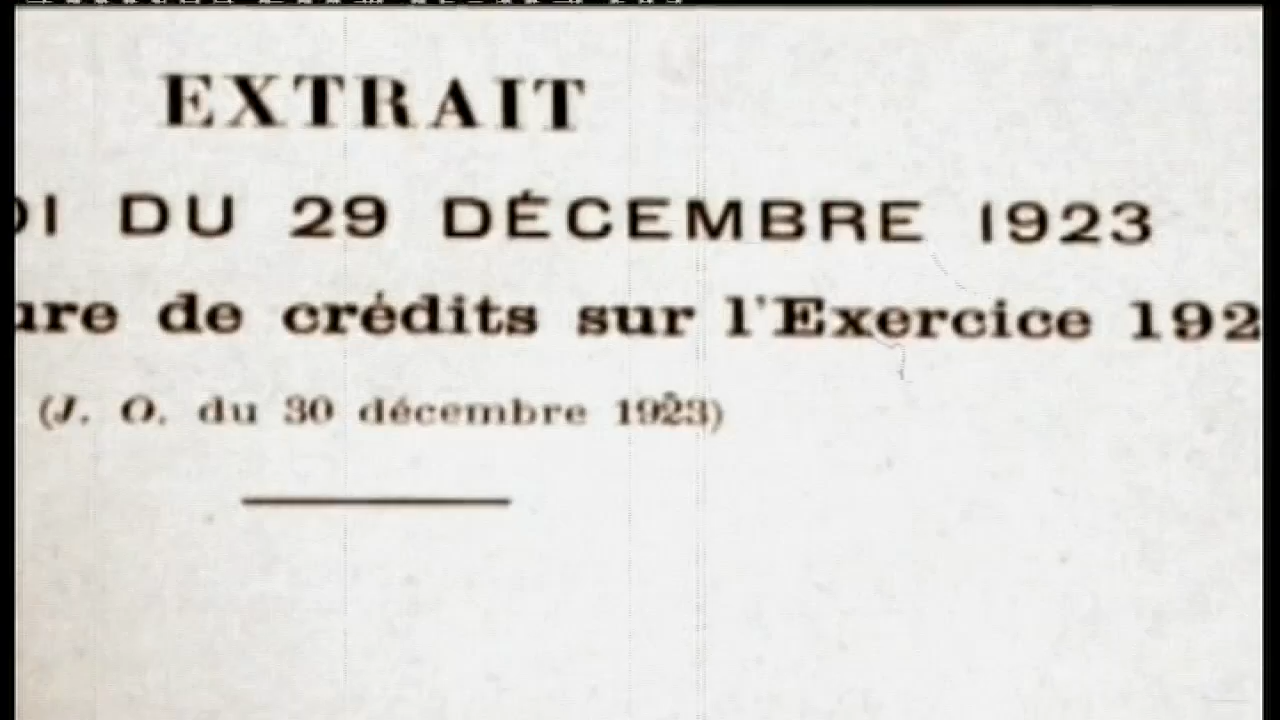 EXTRAIT
DU 29 DÉCEMBRE 1923
de crédits sur l'Exercice
(J. O. du 30 décembre 1923)